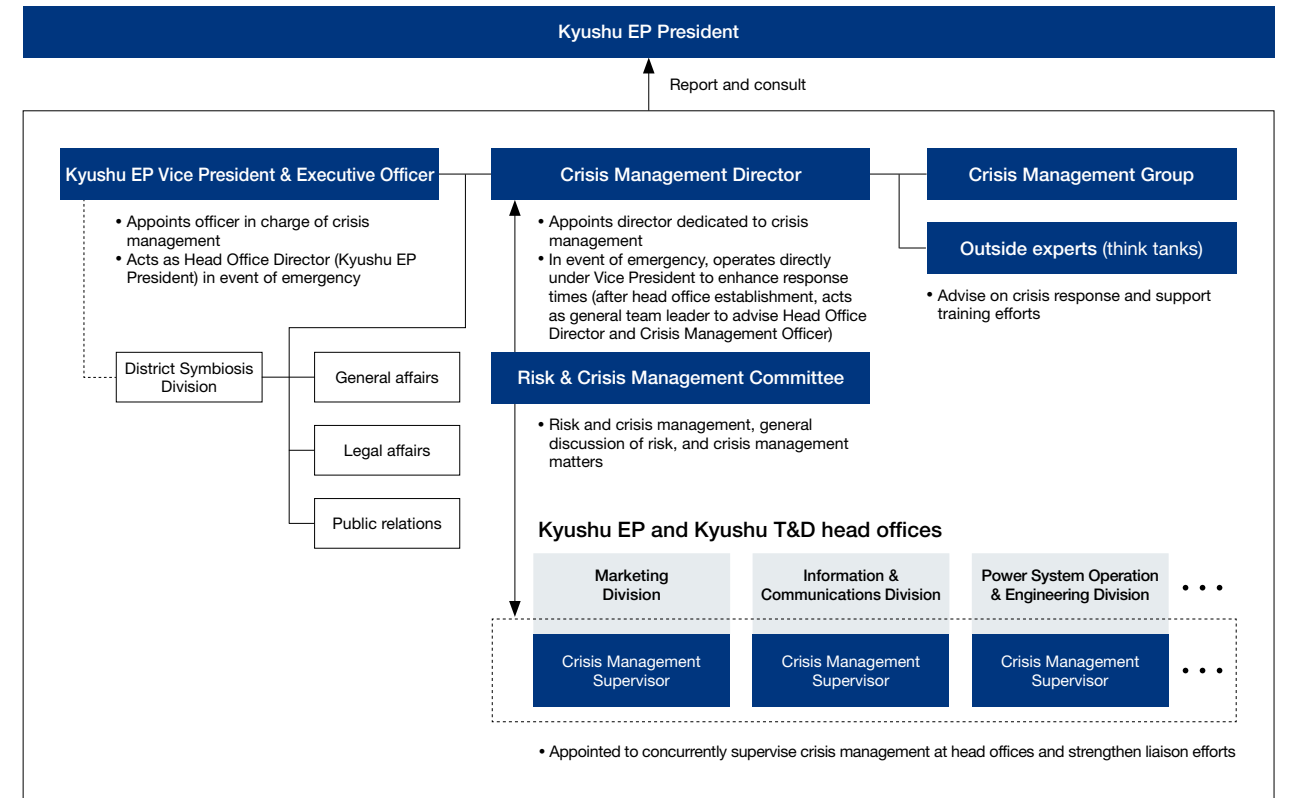 Kyushu EP President
Report and consult
Kyushu EP Vice President & Executive Officer
• Appoints officer in charge of crisis
management
• Acts as Head Office Director (Kyushu EP
President) in event of emergency
District Symbiosis
Division
General affairs
Legal affairs
Public relations
Crisis Management Director
• Appoints director dedicated to crisis
management
• In event of emergency, operates directly
under Vice President to enhance response
times (after head office establishment, acts
as general team leader to advise Head Office
Director and Crisis Management Officer)
Crisis Management Group
Outside experts (think tanks)
• Advise on crisis response and support
training efforts
Risk & Crisis Management Committee
• Risk and crisis management, general
discussion of risk, and crisis management
matters
Kyushu EP and Kyushu T&D head offices
Marketing
Division
Information &
Communications Division
Power System Operation
& Engineering Division
• • •
Crisis Management
Supervisor
Crisis Management
Supervisor
Crisis Management
Supervisor
• • •
• Appointed to concurrently supervise crisis management at head offices and strengthen liaison efforts